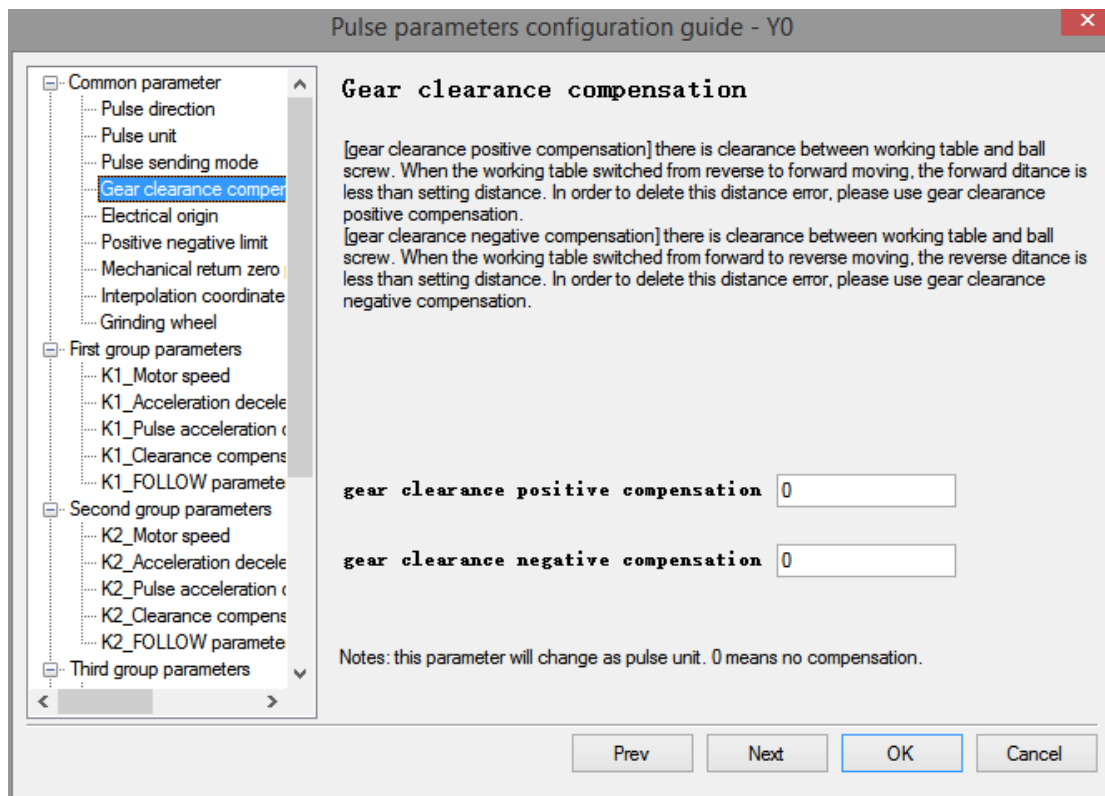 Pulse parameters configuration guide - Y0
Common parameter
Pulse direction
Pulse unit
Pulse sending mode
Gear clearance comper
Electrical origin
Positive negative limit
Mechanical return zero
Interpolation coordinate
Grinding wheel
First group parameters
K1_Motor speed
K1_Acceleration decele
K1_Pulse acceleration
K1_Clearance compens
K1_FOLLOW paramete
Second group parameters
K2_Motor speed
K2_Acceleration decele
K2_Pulse acceleration
K2_Clearance compens
K2_FOLLOW paramete
Third group parameters
Gear clearance compensation
[gear clearance positive compensation] there is clearance between working table and ball
screw. When the working table switched from reverse to forward moving, the forward ditance is
less than setting distance. In order to delete this distance error, please use gear clearance
positive compensation.
[gear clearance negative compensation] there is clearance between working table and ball
screw. When the working table switched from forward to reverse moving, the reverse ditance is
less than setting distance. In order to delete this distance error, please use gear clearance
negative compensation.
gear clearance positive compensation 0
gear clearance negative compensation 0
Notes: this parameter will change as pulse unit. 0 means no compensation.
Prev Next OK Cancel